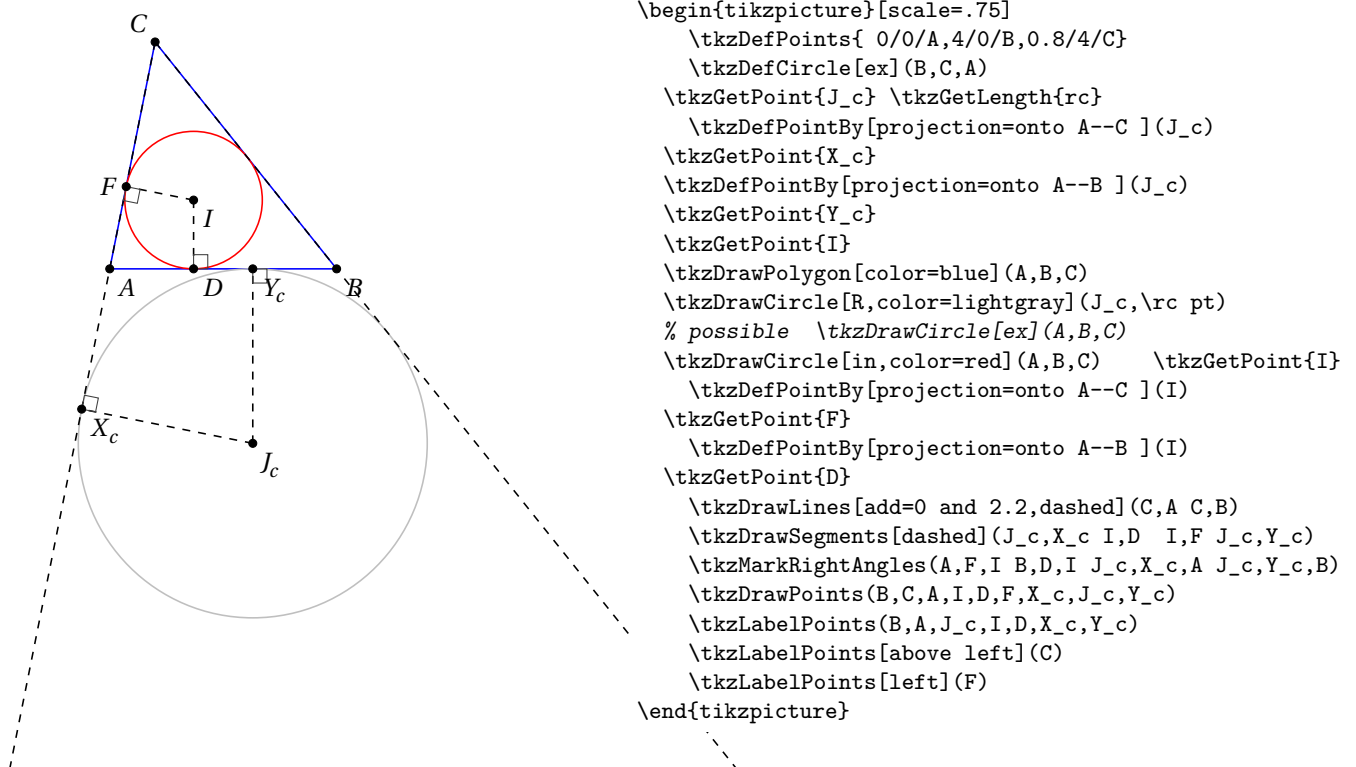 C
F
I
A
D
Y_c
B
X_c
J_c
\begin{tikzpicture}[scale=.75]
\tkzDefPoints{ 0/0/A,4/0/B,0.8/4/C}
\tkzDefCircle[ex](B,C,A)
\tkzGetPoint{J_c} \tkzGetLength{rc}
\tkzDefPointBy[projection=onto A--C ](J_c)
\tkzGetPoint{X_c}
\tkzDefPointBy[projection=onto A--B ](J_c)
\tkzGetPoint{Y_c}
\tkzGetPoint{I}
\tkzDrawPolygon[color=blue](A,B,C)
\tkzDrawCircle[R,color=lightgray](J_c,\rc pt)
% possible  \tkzDrawCircle[ex](A,B,C)
\tkzDrawCircle[in,color=red](A,B,C)    \tkzGetPoint{I}
\tkzDefPointBy[projection=onto A--C ](I)
\tkzGetPoint{F}
\tkzDefPointBy[projection=onto A--B ](I)
\tkzGetPoint{D}
\tkzDrawLines[add=0 and 2.2,dashed](C,A C,B)
\tkzDrawSegments[dashed](J_c,X_c I,D  I,F J_c,Y_c)
\tkzMarkRightAngles(A,F,I B,D,I J_c,X_c,A J_c,Y_c,B)
\tkzDrawPoints(B,C,A,I,D,F,X_c,J_c,Y_c)
\tkzLabelPoints(B,A,J_c,I,D,X_c,Y_c)
\tkzLabelPoints[above left](C)
\tkzLabelPoints[left](F)
\end{tikzpicture}